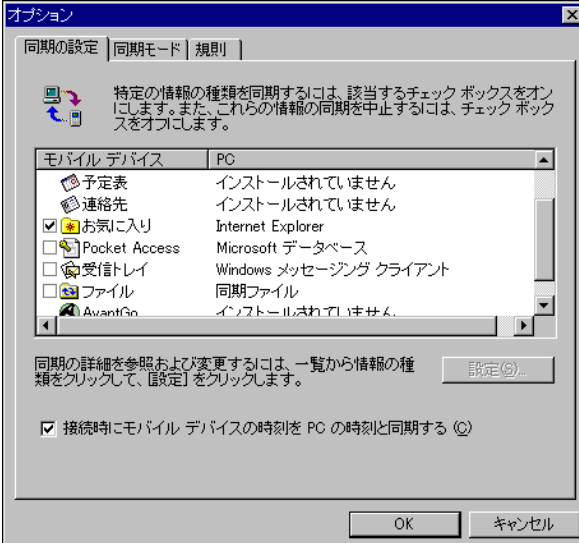 オプション
同期の設定 同期モード 規則
特定の情報の種類を同期するには、該当するチェック ボックスをオン
にします。また、これらの情報の同期を中止するには、チェック ボック
スをオフにします。
モバイル デバイス PC
予定表 インストールされていません
連絡先 インストールされていません
お気に入り Internet Explorer
Pocket Access Microsoft データベース
受信トレイ Windows メッセージング クライアント
ファイル 同期ファイル
AvantGo インストールされていません
同期の詳細を参照および変更するには、一覧から情報の種
類をクリックして、[設定] をクリックします。
設定(S)...
接続時にモバイル デバイスの時刻を PC の時刻と同期する (C)
OK キャンセル